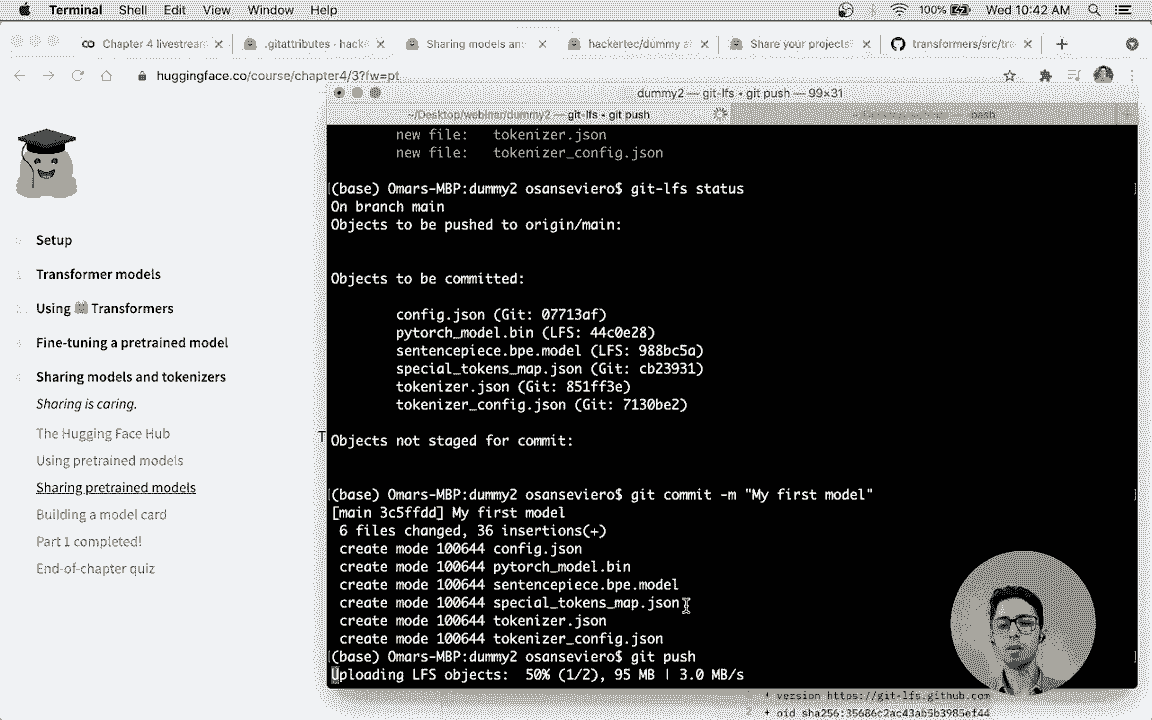 Terminal Shell Edit View Window Help 100% Wed 10:42 AM
Chapter 4 livestream .gitattributes · hack Sharing models an hackertec/dummy a Share your projects transformers/src/tra
huggingface.co/course/chapter4/3?fw=pt
dummy2 — git-lfs • git push — 99×31
~/Desktop/webinar/dummy2 — git-lfs • git push
bash
new file: tokenizer.json
new file: tokenizer_config.json
(base) Omars-MBP:dummy2 osanseviero$ git-lfs status
On branch main
Objects to be pushed to origin/main:
Objects to be committed:
config.json (Git: 07713af)
pytorch_model.bin (LFS: 44c0e28)
sentencepiece.bpe.model (LFS: 988bc5a)
special_tokens_map.json (Git: cb23931)
tokenizer.json (Git: 851ff3e)
tokenizer_config.json (Git: 7130be2)
Objects not staged for commit:
(base) Omars-MBP:dummy2 osanseviero$ git commit -m "My first model"
[main 3c5ffdd] My first model
6 files changed, 36 insertions(+)
create mode 100644 config.json
create mode 100644 pytorch_model.bin
create mode 100644 sentencepiece.bpe.model
create mode 100644 special_tokens_map.json
create mode 100644 tokenizer.json
create mode 100644 tokenizer_config.json
(base) Omars-MBP:dummy2 osanseviero$ git push
Uploading LFS objects: 50% (1/2), 95 MB | 3.0 MB/s
Setup
Transformer models
Using 🤗 Transformers
Fine-tuning a pretrained model
Sharing models and tokenizers
Sharing is caring.
The Hugging Face Hub
Using pretrained models
Sharing pretrained models
Building a model card
Part 1 completed!
End-of-chapter quiz
T
+ version https://git-lfs.github.com
2 + oid sha256:35686c2ac43ab5b3985ef44